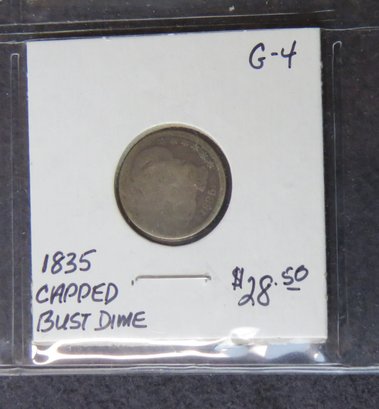 G-4
1835
CAPPED
BUST DIME
$28.50